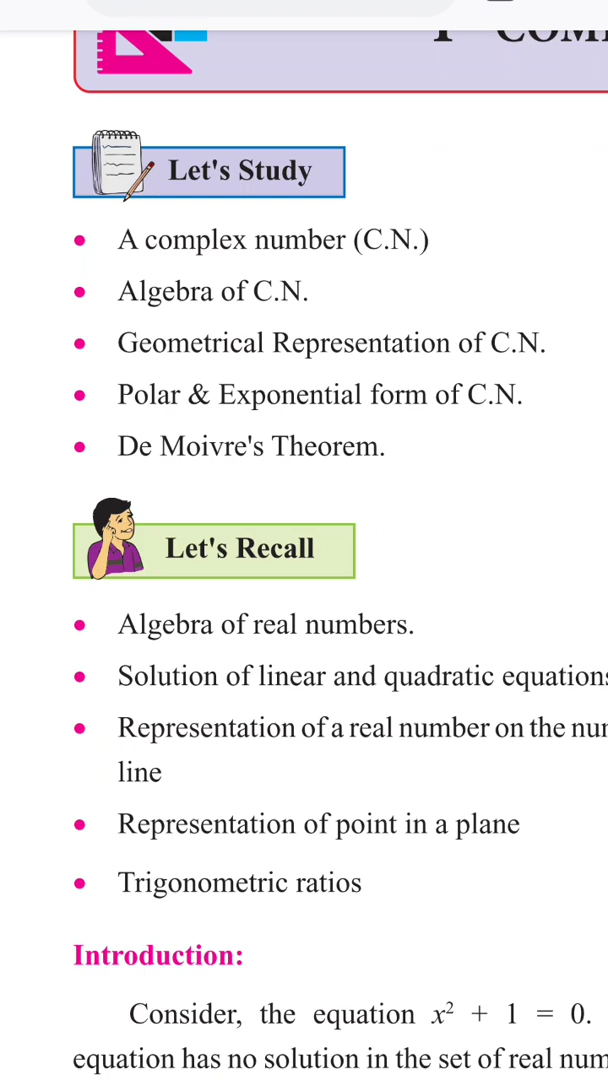 Let's Study
• A complex number (C.N.)
• Algebra of C.N.
• Geometrical Representation of C.N.
• Polar & Exponential form of C.N.
• De Moivre's Theorem.
Let's Recall
• Algebra of real numbers.
• Solution of linear and quadratic
• Representation of a real number on the
line
• Representation of point in a plane
• Trigonometric ratios
Introduction:
Consider, the equation x² + 1 = 0.
equation has no solution in the set of real